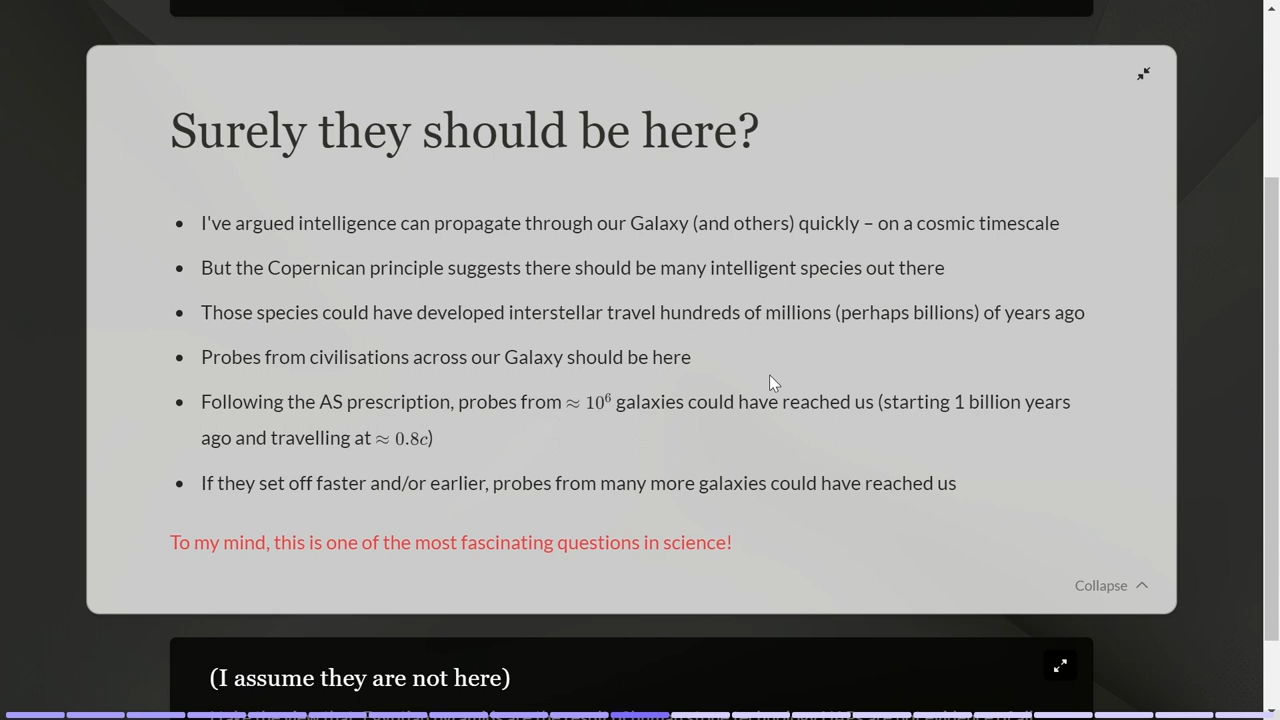 Surely they should be here?
• I've argued intelligence can propagate through our Galaxy (and others) quickly – on a cosmic timescale
• But the Copernican principle suggests there should be many intelligent species out there
• Those species could have developed interstellar travel hundreds of millions (perhaps billions) of years ago
• Probes from civilisations across our Galaxy should be here
• Following the AS prescription, probes from ≈ 10⁶ galaxies could have reached us (starting 1 billion years
ago and travelling at ≈ 0.8c)
• If they set off faster and/or earlier, probes from many more galaxies could have reached us
To my mind, this is one of the most fascinating questions in science!
Collapse
(I assume they are not here)